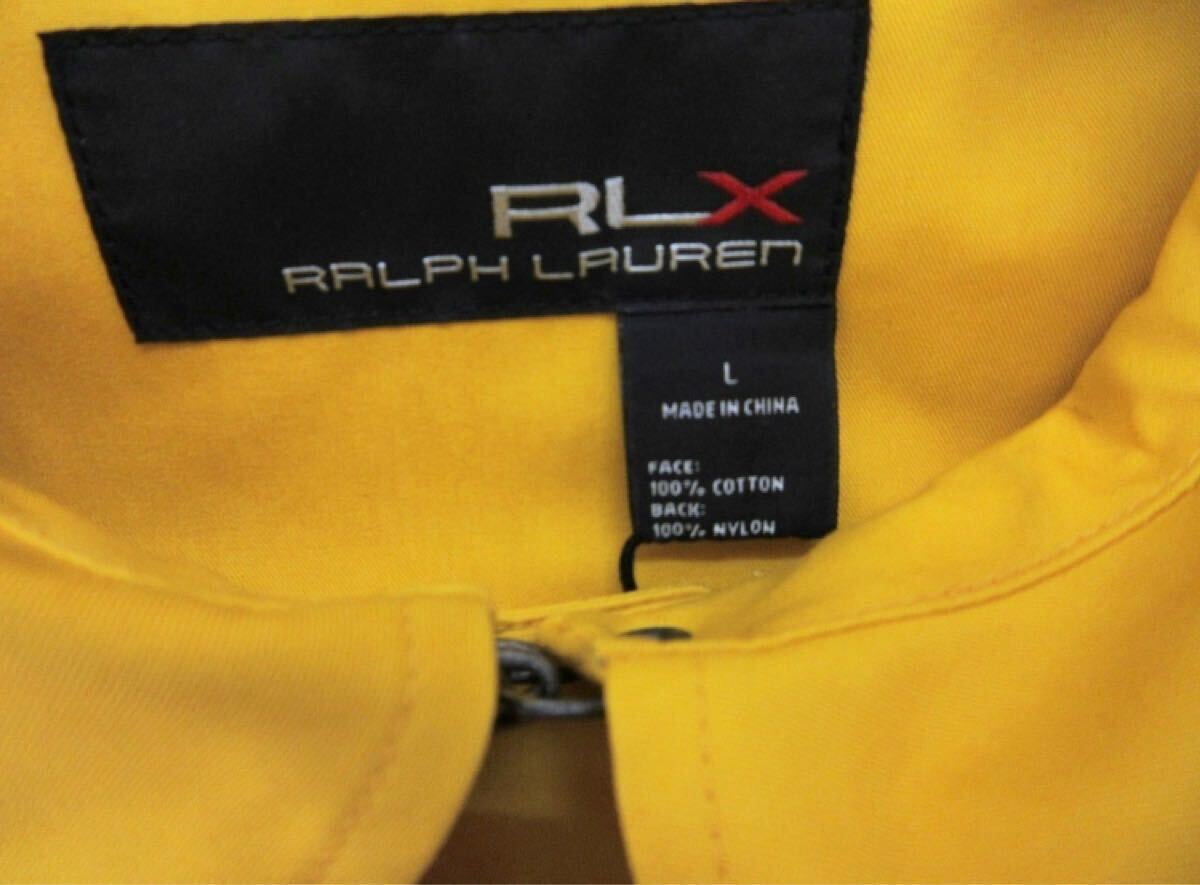 RLX
RALPH LAUREN
L
MADE IN CHINA
FACE:
100% COTTON
BACK:
100% NYLON